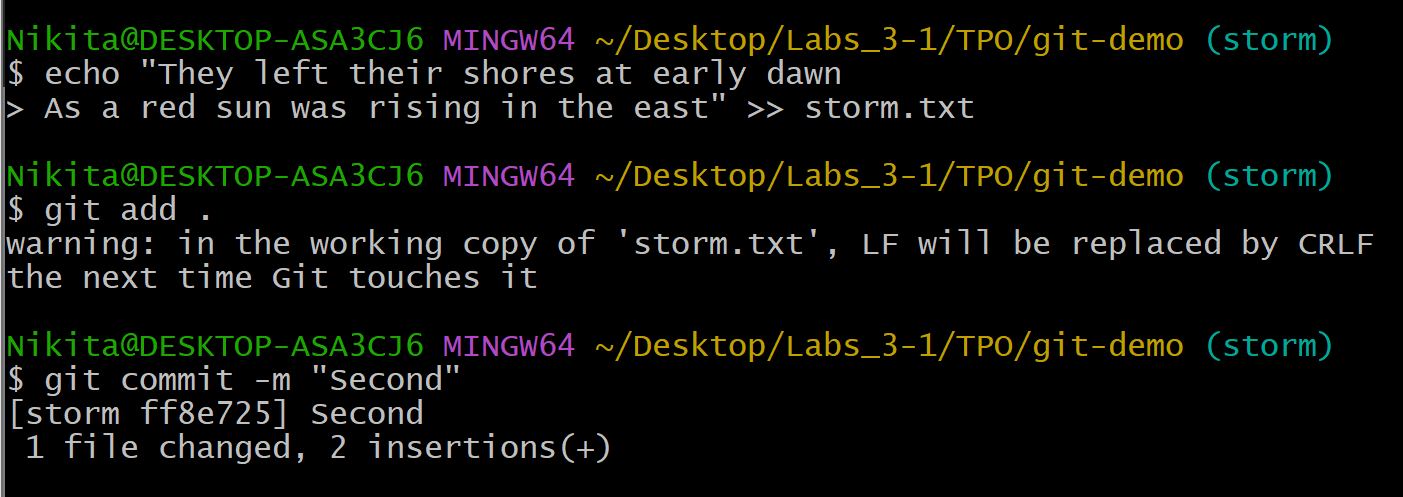 Nikita@DESKTOP-ASA3CJ6 MINGW64 ~/Desktop/Labs_3-1/TPO/git-demo (storm)
$ echo "They left their shores at early dawn
> As a red sun was rising in the east" >> storm.txt
Nikita@DESKTOP-ASA3CJ6 MINGW64 ~/Desktop/Labs_3-1/TPO/git-demo (storm)
$ git add .
warning: in the working copy of 'storm.txt', LF will be replaced by CRLF
the next time Git touches it
Nikita@DESKTOP-ASA3CJ6 MINGW64 ~/Desktop/Labs_3-1/TPO/git-demo (storm)
$ git commit -m "Second"
[storm ff8e725] Second
 1 file changed, 2 insertions(+)